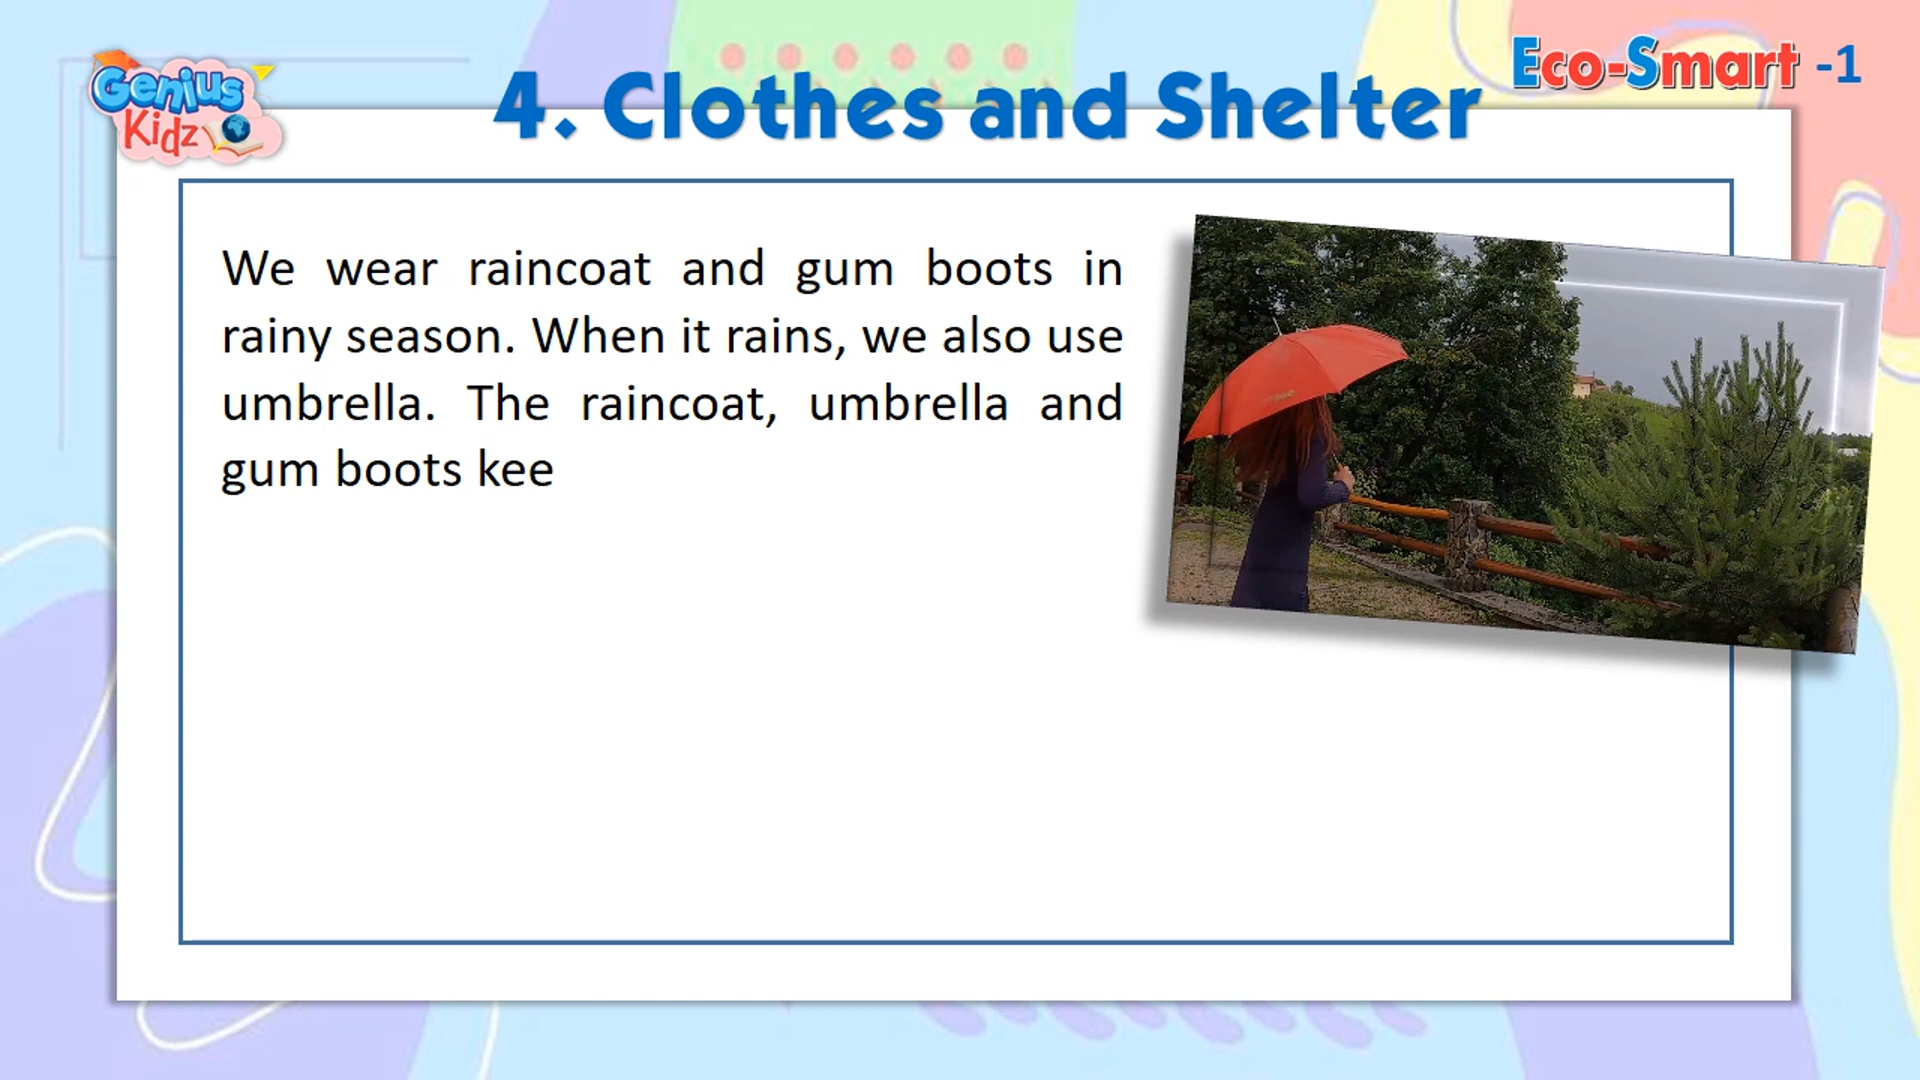 Genius
Kidz
Eco-Smart -1
4. Clothes and Shelter
We wear raincoat and gum boots in
rainy season. When it rains, we also use
umbrella. The raincoat, umbrella and
gum boots kee